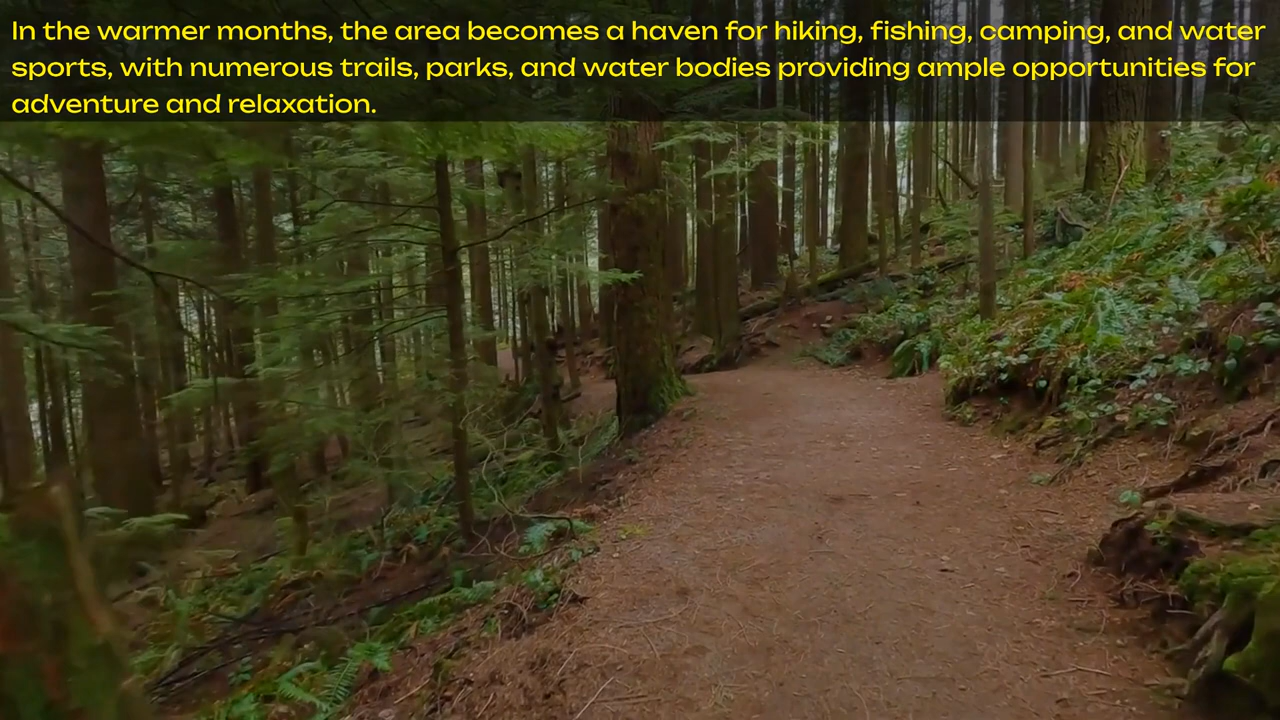 In the warmer months, the area becomes a haven for hiking, fishing, camping, and water
sports, with numerous trails, parks, and water bodies providing ample opportunities for
adventure and relaxation.